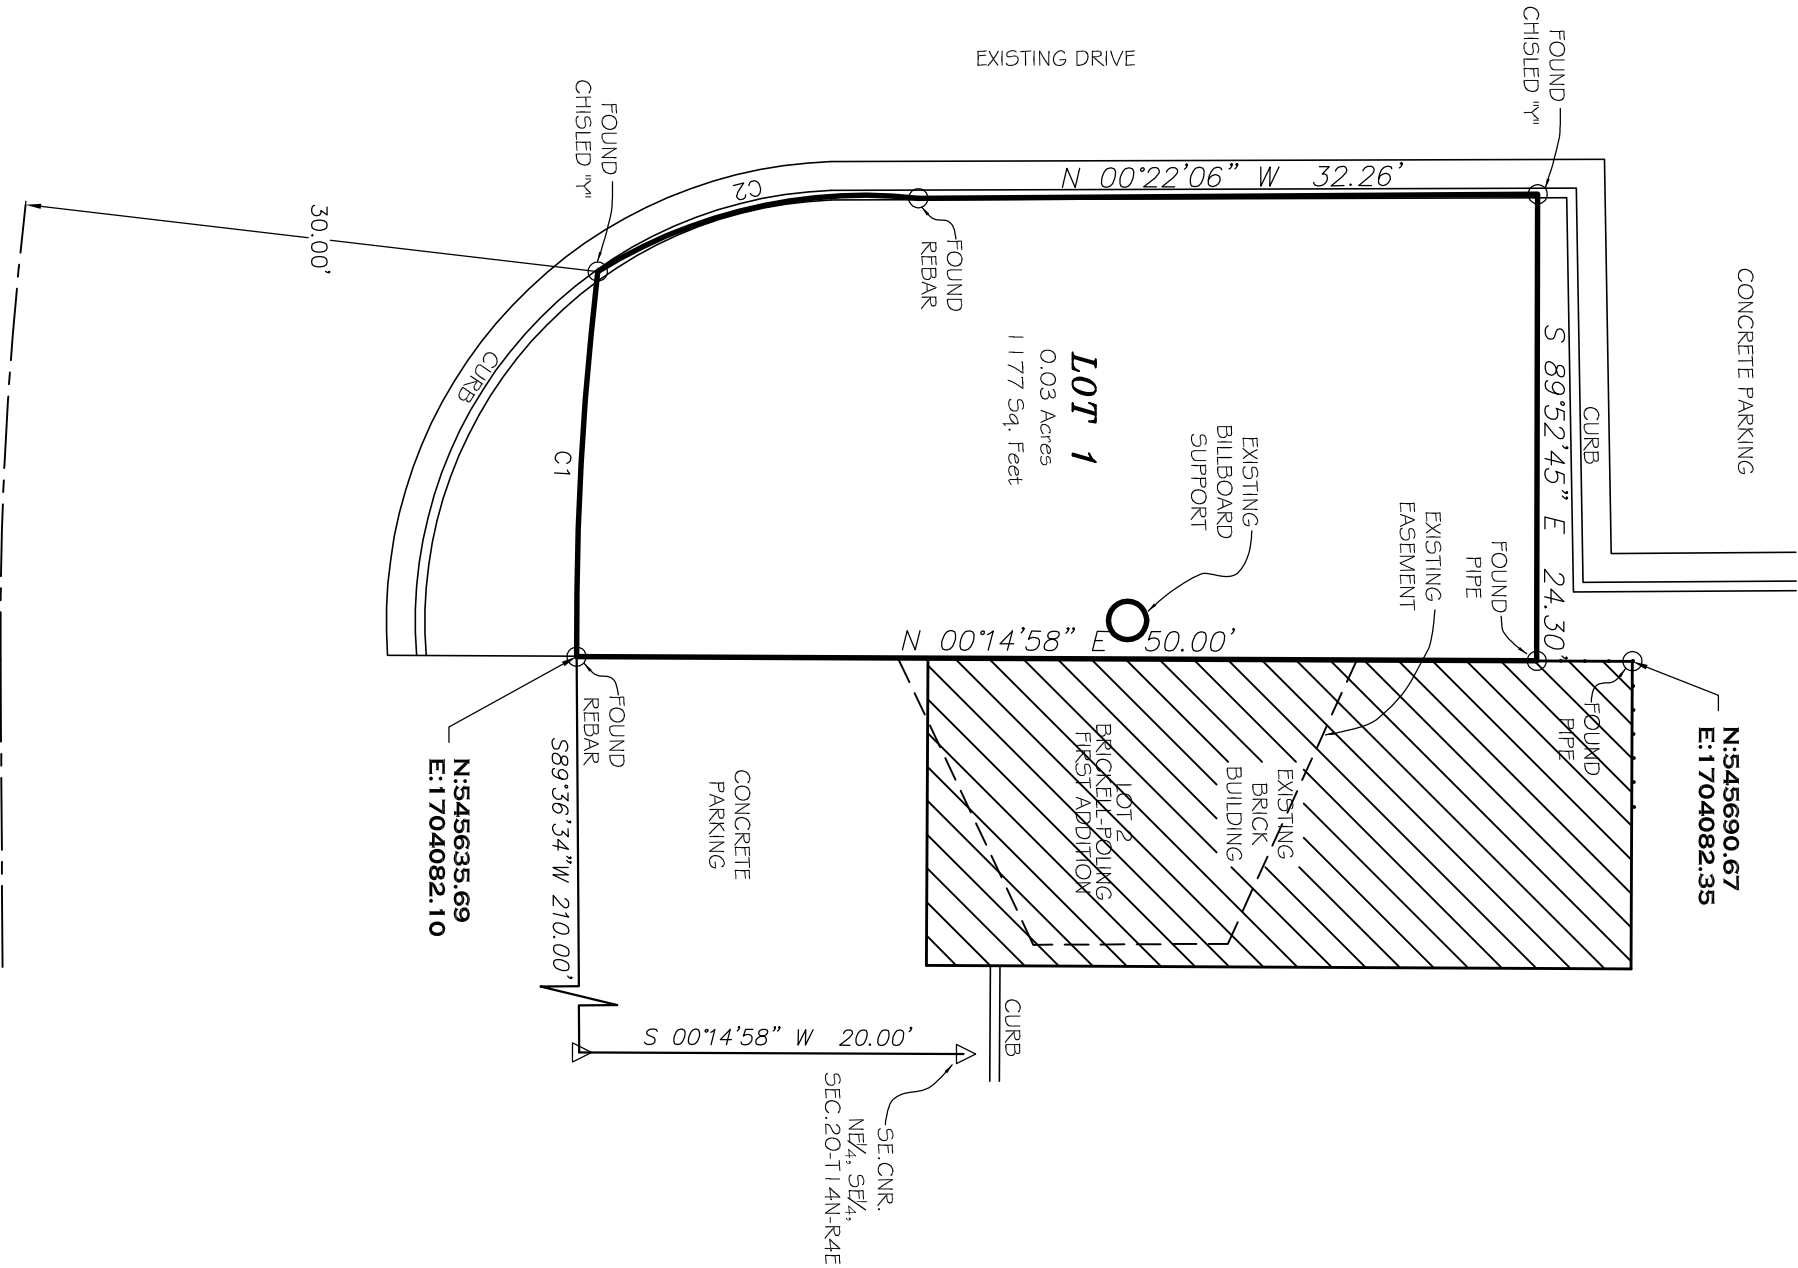 EXISTING DRIVE
FOUND
CHISLED "Y"
FOUND
CHISLED "Y"
N 00°22'06" W 32.26'
C2
30.00'
FOUND
REBAR
CONCRETE PARKING
S 89°52'45" E 24.30'
CURB
CURB
LOT 1
0.03 Acres
1177 Sq. Feet
C1
EXISTING
BILLBOARD
SUPPORT
EXISTING
EASEMENT
FOUND
PIPE
N 00°14'58" E 50.00'
FOUND
REBAR
FOUND
PIPE
N:545690.67
E:1704082.35
N:545635.69
E:1704082.10
S89°36'34"W 210.00'
CONCRETE
PARKING
LOT 2
BRICKELL-POLING
FIRST ADDITION
EXISTING
BRICK
BUILDING
CURB
S 00°14'58" W 20.00'
SE.CNR.
NE¼, SE¼,
SEC.20-T14N-R4E